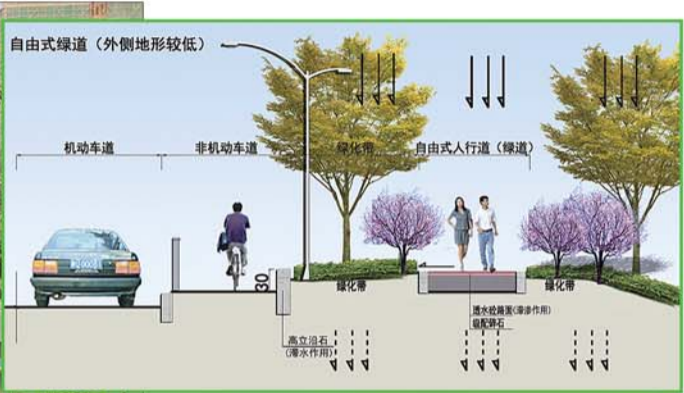 自由式绿道（外侧地形较低）
机动车道
非机动车道
绿化带
自由式人行道（绿道）
30
绿化带
绿化带
透水砼路面(滞渗作用)
级配碎石
高立沿石
(滞水作用)